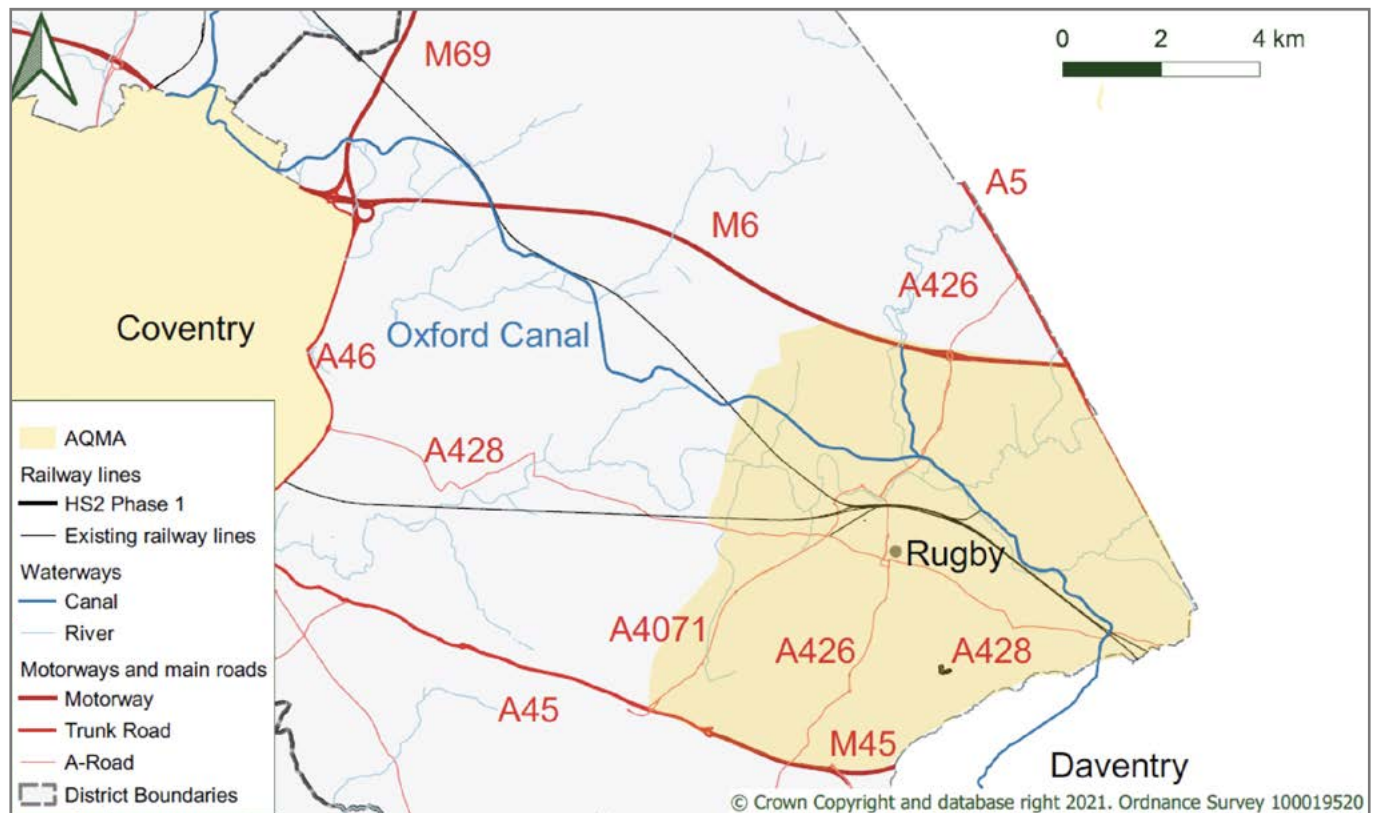 0 2 4 km
M69
A5
M6
A426
Coventry
Oxford Canal
A46
A428
Rugby
A4071
A426
A428
A45
M45
Daventry
AQMA
Railway lines
HS2 Phase 1
Existing railway lines
Waterways
Canal
River
Motorways and main roads
Motorway
Trunk Road
A-Road
District Boundaries
© Crown Copyright and database right 2021. Ordnance Survey 100019520